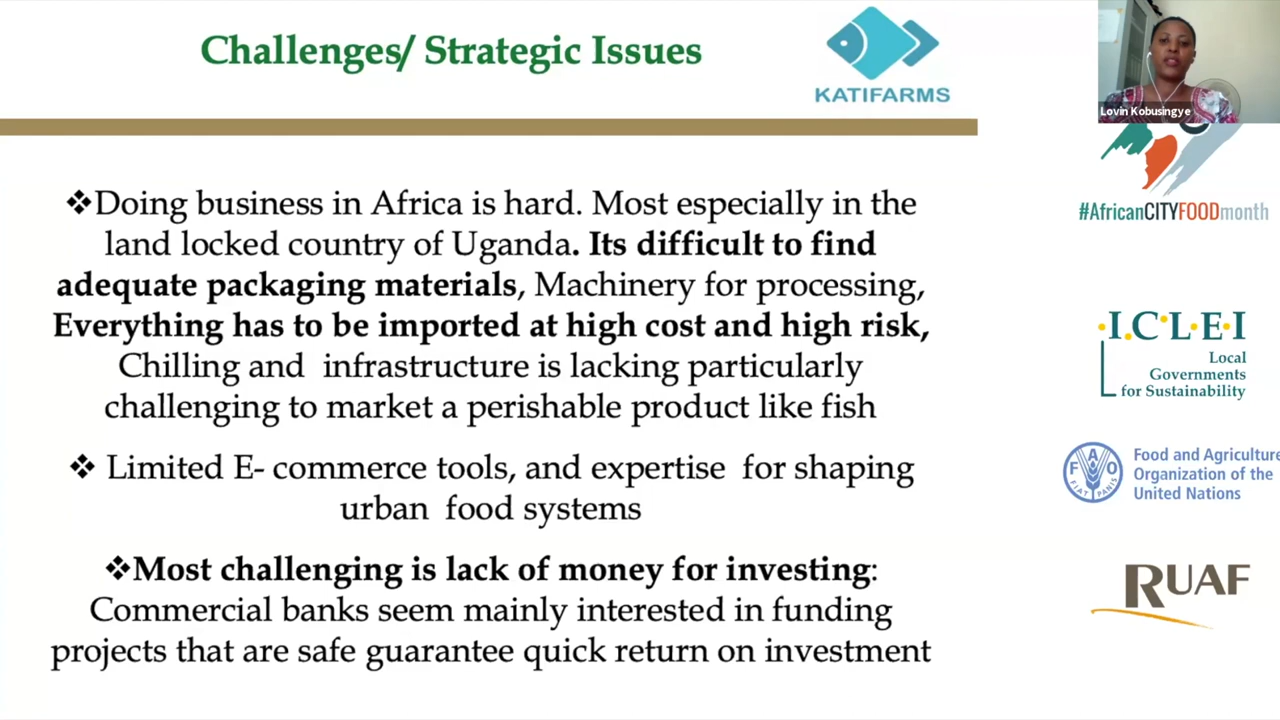 Challenges/ Strategic Issues
KATIFARMS
Lovin Kobusingye
#AfricanCITYFOODmonth
❖Doing business in Africa is hard. Most especially in the
land locked country of Uganda. Its difficult to find
adequate packaging materials, Machinery for processing,
Everything has to be imported at high cost and high risk,
Chilling and infrastructure is lacking particularly
challenging to market a perishable product like fish
❖ Limited E- commerce tools, and expertise for shaping
urban food systems
❖Most challenging is lack of money for investing:
Commercial banks seem mainly interested in funding
projects that are safe guarantee quick return on investment
I.C.L.E.I
Local
Governments
for Sustainability
FAO
FIAT PANIS
Food and Agriculture
Organization of the
United Nations
RUAF